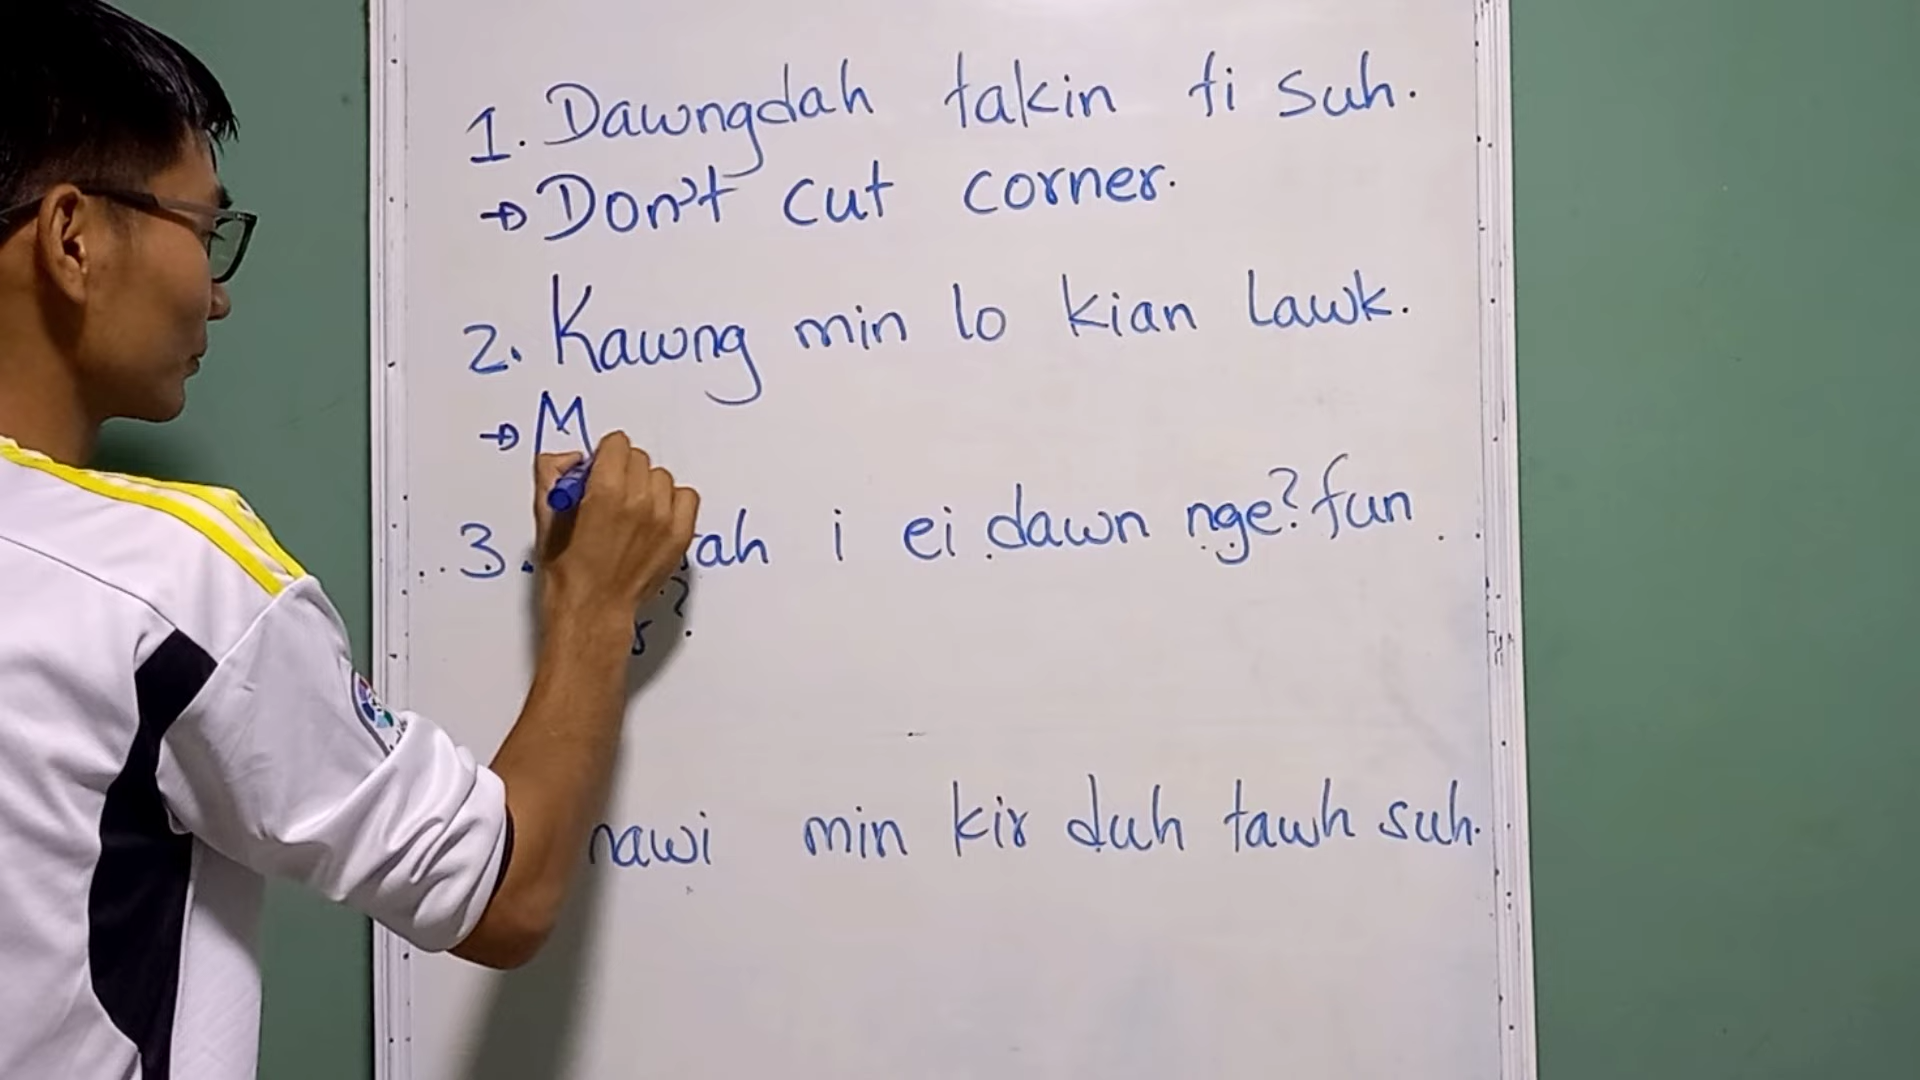 1. Dawngdah takin ti suh.
→ Don't cut corner.
2. Kawng min lo kian lawk.
→ M
3. i ei dawn nge? fun
nawi min kir duh tawh suh.